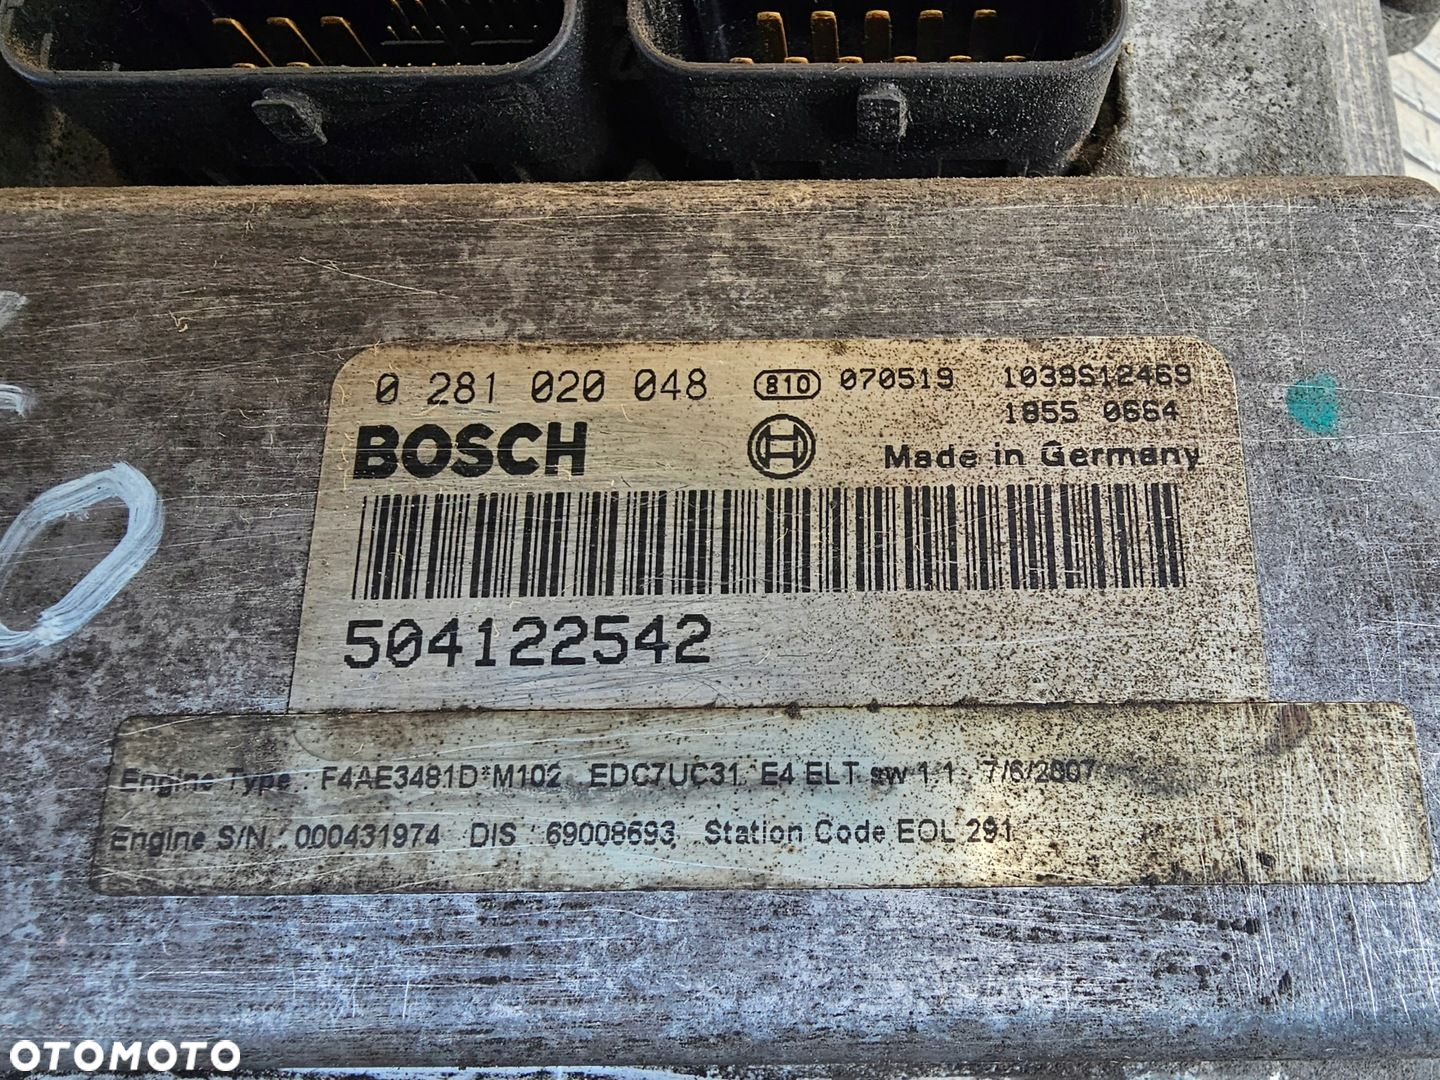 0 281 020 048 810 070519 1039S12469
1855 0664
BOSCH Made in Germany
504122542
Engine Type : F4AE3481D*M102 EDC7UC31 E4 ELT sw 1.1 7/6/2007
Engine S/N : 000431974 DIS : 69008693 Station Code EOL 291
OTOMOTO